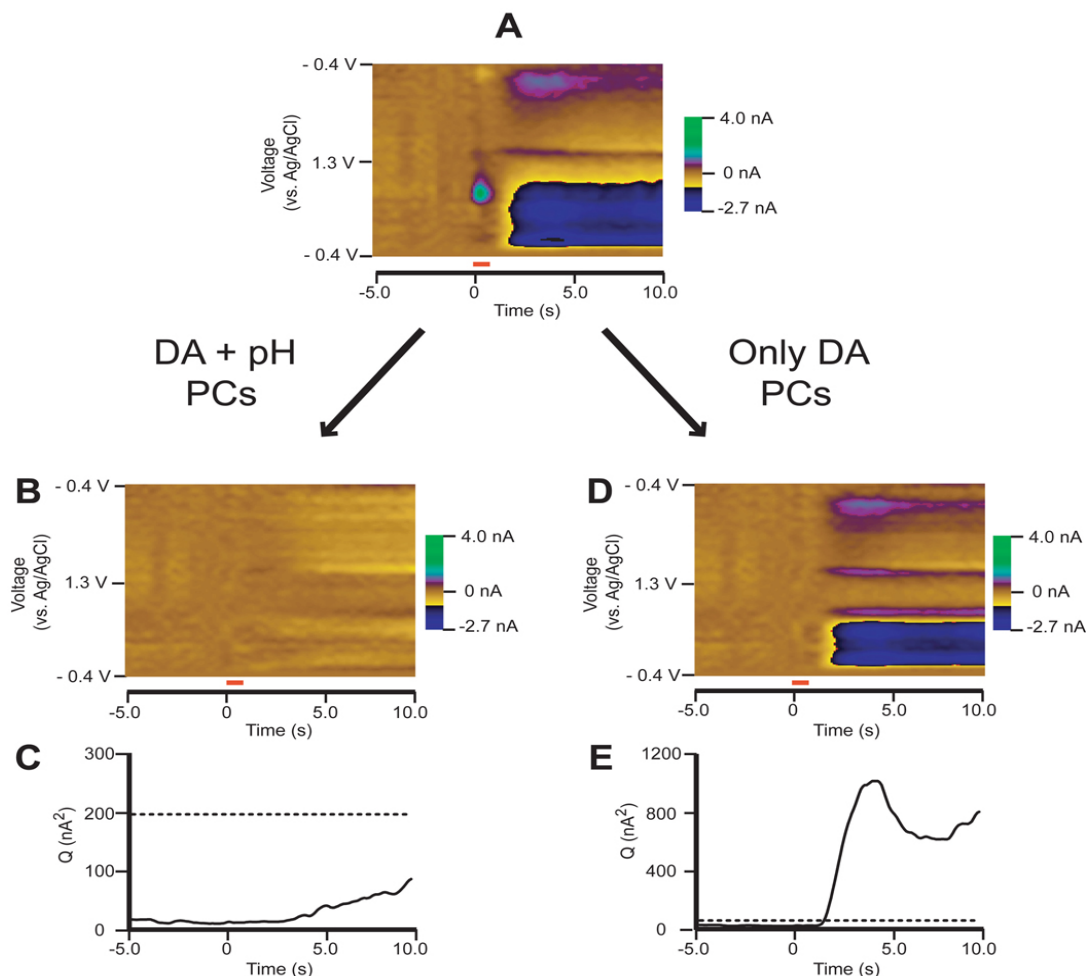 A
- 0.4 V
1.3 V
- 0.4 V
Voltage
(vs. Ag/AgCl)
4.0 nA
0 nA
-2.7 nA
-5.0 0 5.0 10.0
Time (s)
DA + pH
PCs
Only DA
PCs
B
- 0.4 V
1.3 V
- 0.4 V
Voltage
(vs. Ag/AgCl)
4.0 nA
0 nA
-2.7 nA
-5.0 0 5.0 10.0
Time (s)
D
- 0.4 V
1.3 V
- 0.4 V
Voltage
(vs. Ag/AgCl)
4.0 nA
0 nA
-2.7 nA
-5.0 0 5.0 10.0
Time (s)
C
300
200
100
0
Q (nA²)
-5.0 0 5.0 10.0
Time (s)
E
1200
800
400
0
Q (nA²)
-5.0 0 5.0 10.0
Time (s)